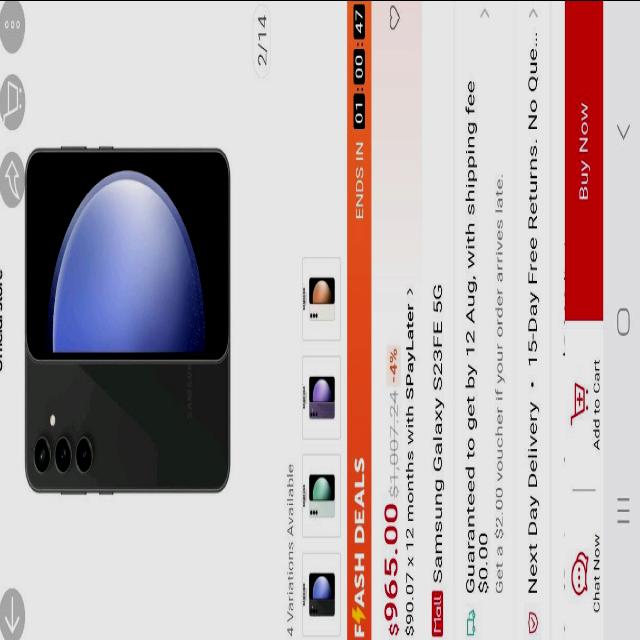 Official Store
2/14
4 Variations Available
F⚡ASH DEALS ENDS IN 01 : 00 : 47
$965.00 $1,007.24 -4%
$90.07 x 12 months with SPayLater >
Mall Samsung Galaxy S23FE 5G
Guaranteed to get by 12 Aug, with shipping fee
$0.00
Get a $2.00 voucher if your order arrives late.
Next Day Delivery • 15-Day Free Returns. No Que...
Chat Now
Add to Cart
Buy Now